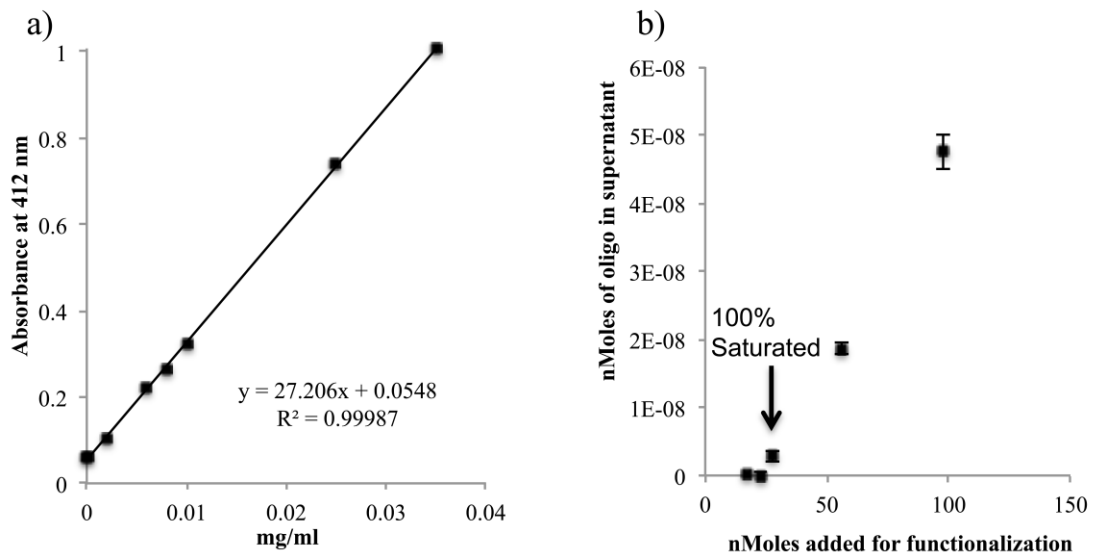 a)
Absorbance at 412 nm
1
0.8
0.6
0.4
0.2
0
y = 27.206x + 0.0548
R² = 0.99987
0 0.01 0.02 0.03 0.04
mg/ml
b)
nMoles of oligo in supernatant
6E-08
5E-08
4E-08
3E-08
2E-08
1E-08
0
100%
Saturated
0 50 100 150
nMoles added for functionalization